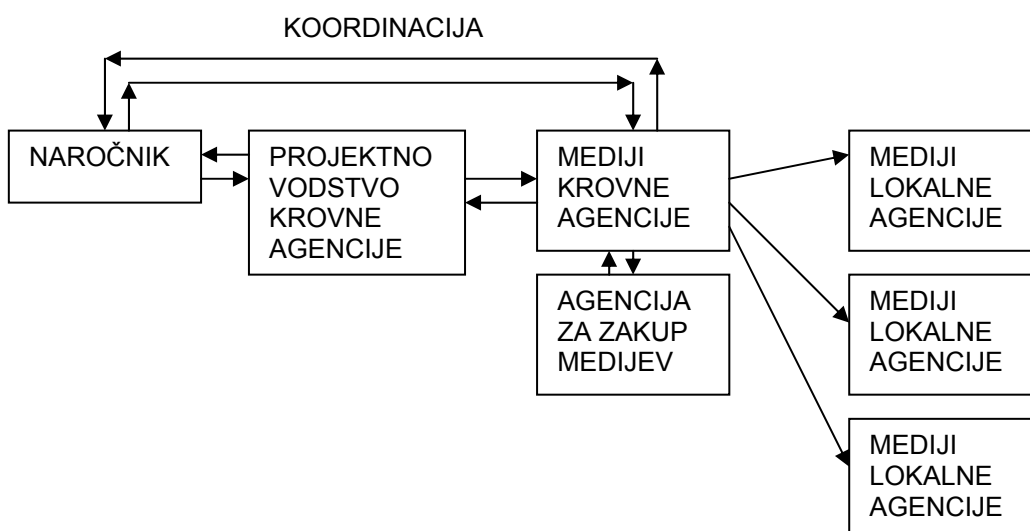 KOORDINACIJA
NAROČNIK
PROJEKTNO
VODSTVO
KROVNE
AGENCIJE
MEDIJI
KROVNE
AGENCIJE
MEDIJI
LOKALNE
AGENCIJE
AGENCIJA
ZA ZAKUP
MEDIJEV
MEDIJI
LOKALNE
AGENCIJE
MEDIJI
LOKALNE
AGENCIJE